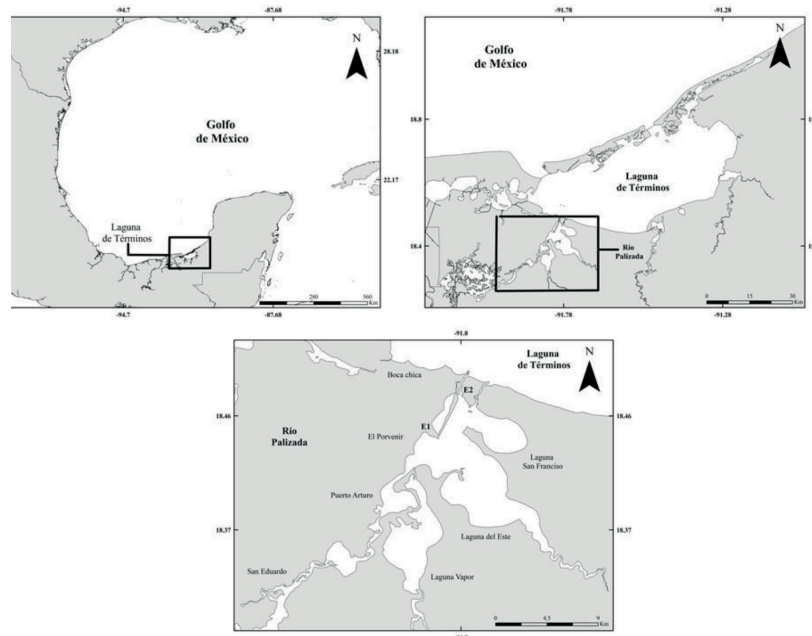 -94.7
-87.68
N
28.18
Golfo
de México
22.17
Laguna
de Términos
0 280 560
Km
-94.7
-87.68
-91.78
-91.28
Golfo
de México
N
18.8
Laguna
de Términos
18.4
Río
Palizada
0 15 30
Km
-91.78
-91.28
-91.8
Laguna
de Términos
N
Boca chica
E2
18.46
18.46
E1
Río
Palizada
El Porvenir
Laguna
San Franciso
Puerto Arturo
18.37
18.37
Laguna del Este
San Eduardo
Laguna Vapor
0 4.5 9
Km